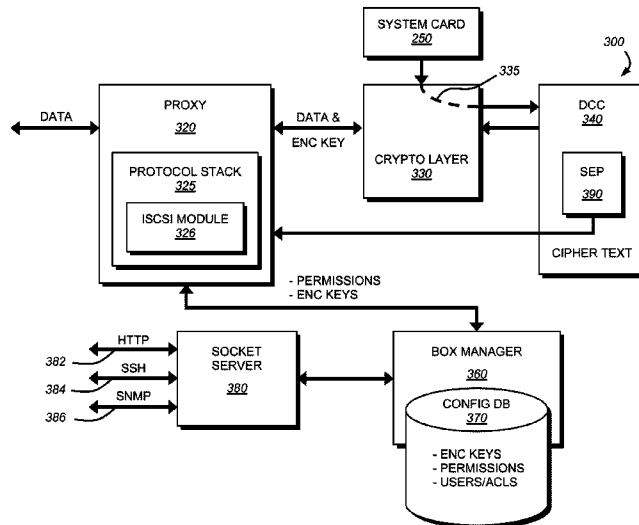 SYSTEM CARD
250
300
335
PROXY
320
DATA
DATA &
ENC KEY
CRYPTO LAYER
330
DCC
340
PROTOCOL STACK
325
ISCSI MODULE
326
SEP
390
CIPHER TEXT
- PERMISSIONS
- ENC KEYS
HTTP
382
SSH
384
SNMP
386
SOCKET
SERVER
380
BOX MANAGER
360
CONFIG DB
370
- ENC KEYS
- PERMISSIONS
- USERS/ACLS